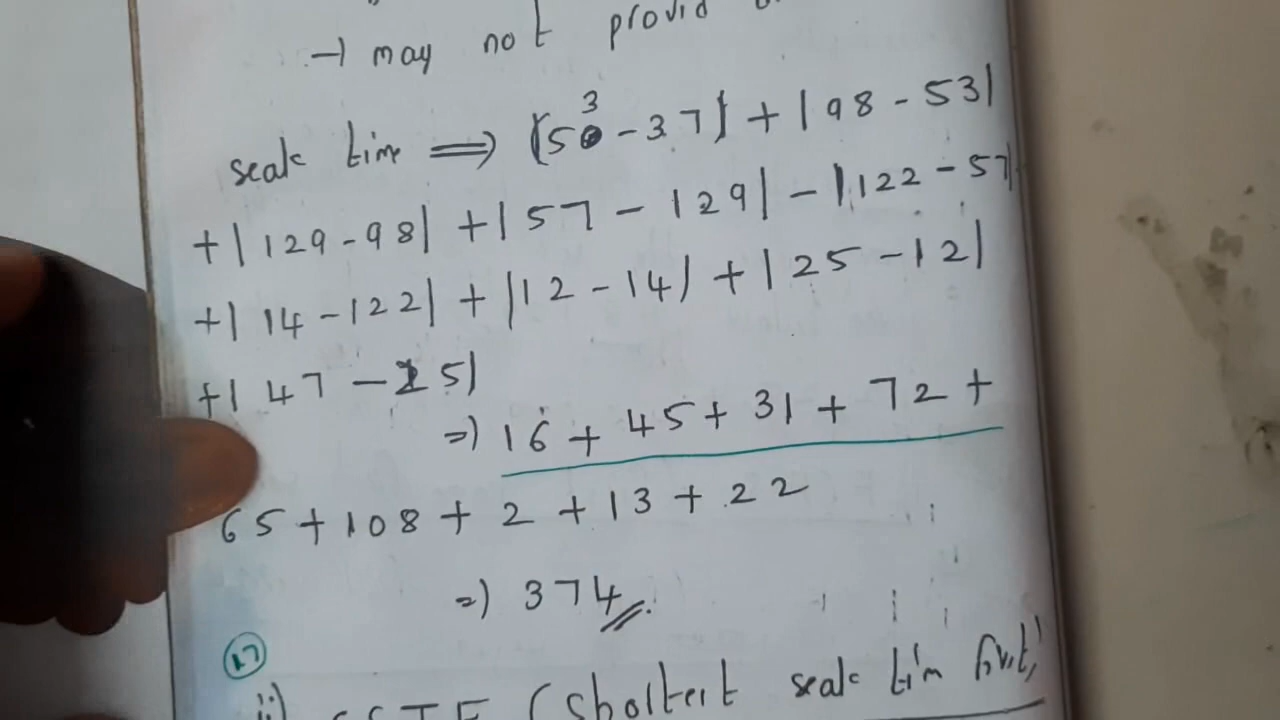 → may not provid
seek time ⟹ |53-37| + |98-53|
+|129-98| +|57-129| -|122-57|
+|14-122| + |12-14| + |25-12|
+|47-25|
=) 16 + 45+ 31 + 72 +
65+108+ 2 +13 + 22
=) 374
17
ii) SSTF (Shortest seek tim first)